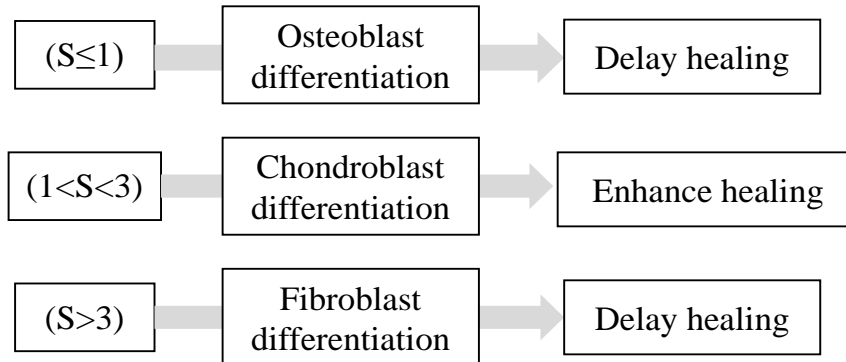 (S≤1)
Osteoblast
differentiation
Delay healing
(1<S<3)
Chondroblast
differentiation
Enhance healing
(S>3)
Fibroblast
differentiation
Delay healing